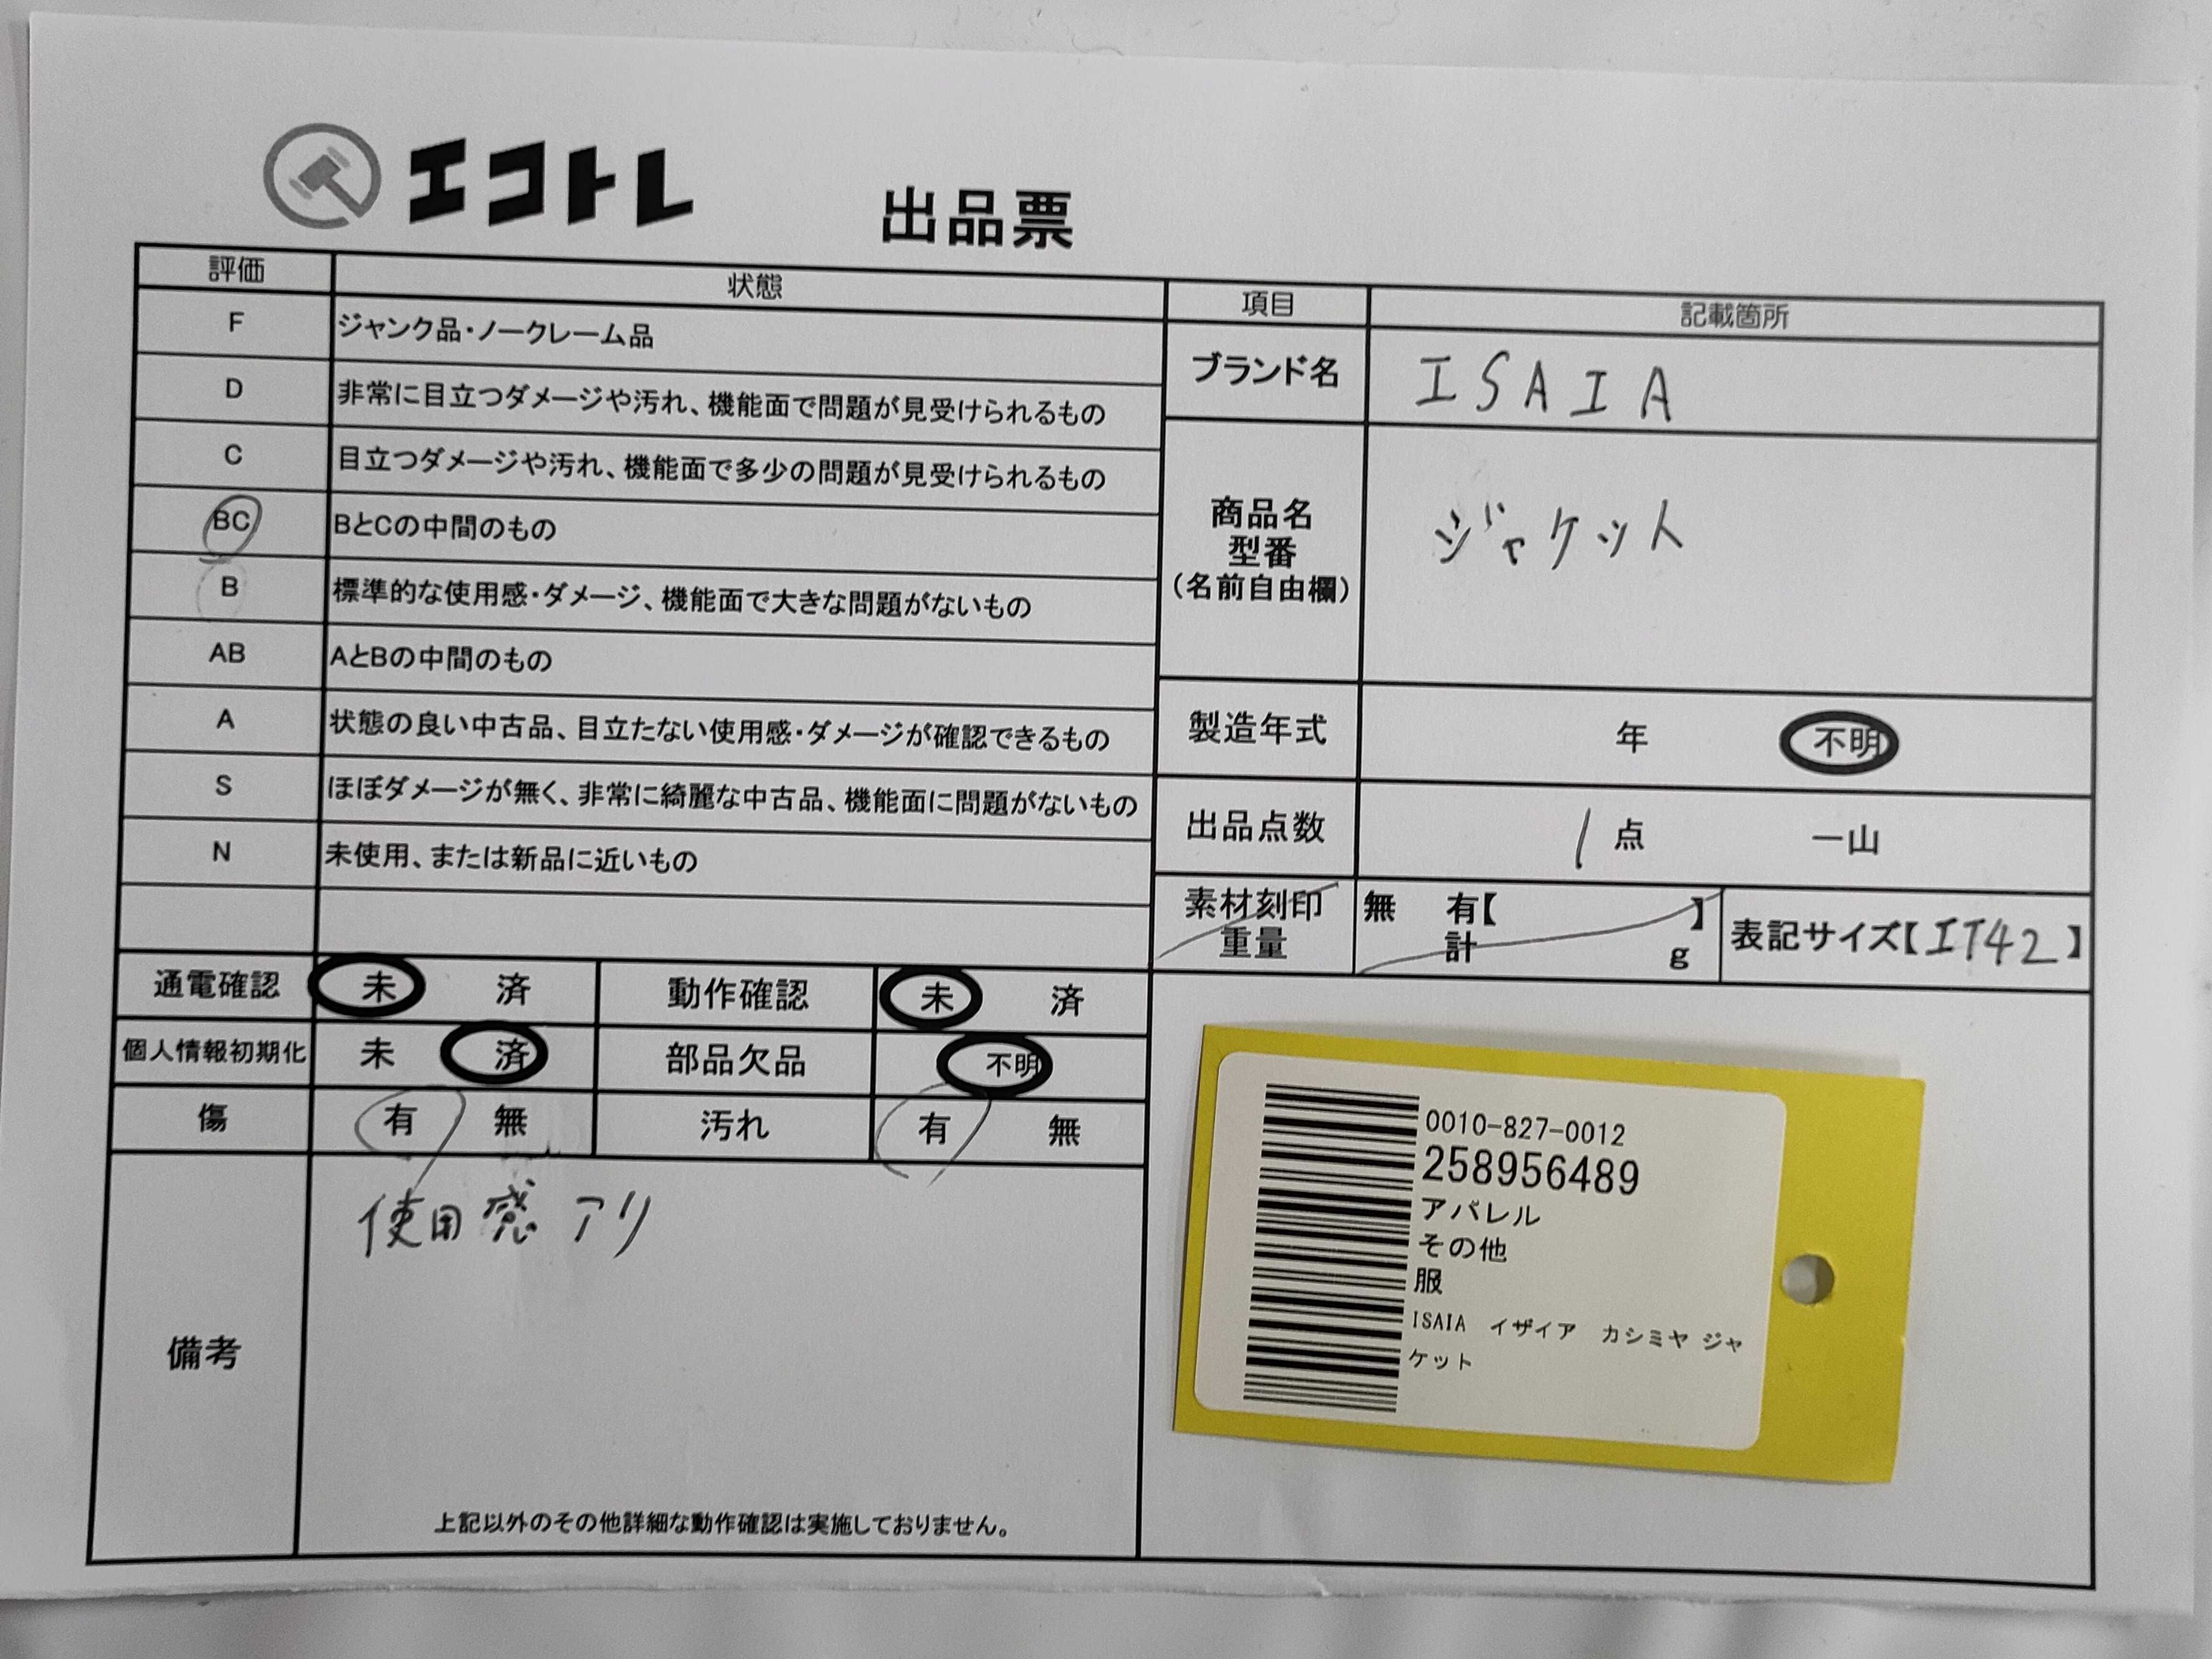 エコトレ
出品票
評価 状態
F ジャンク品・ノークレーム品
D 非常に目立つダメージや汚れ、機能面で問題が見受けられるもの
C 目立つダメージや汚れ、機能面で多少の問題が見受けられるもの
BC BとCの中間のもの
B 標準的な使用感・ダメージ、機能面で大きな問題がないもの
AB AとBの中間のもの
A 状態の良い中古品、目立たない使用感・ダメージが確認できるもの
S ほぼダメージが無く、非常に綺麗な中古品、機能面に問題がないもの
N 未使用、または新品に近いもの
項目 記載箇所
ブランド名 ISAIA
商品名
型番
(名前自由欄)
ジャケット
製造年式 年 不明
出品点数 1 点 一山
素材刻印
重量
無 有【 】
計 g
表記サイズ【IT42】
通電確認 未 済 動作確認 未 済
個人情報初期化 未 済 部品欠品 不明
傷 有 無 汚れ 有 無
備考
使用感アリ
上記以外のその他詳細な動作確認は実施しておりません。
0010-827-0012
258956489
アパレル
その他
服
ISAIA イザイア カシミヤ ジャ
ケット